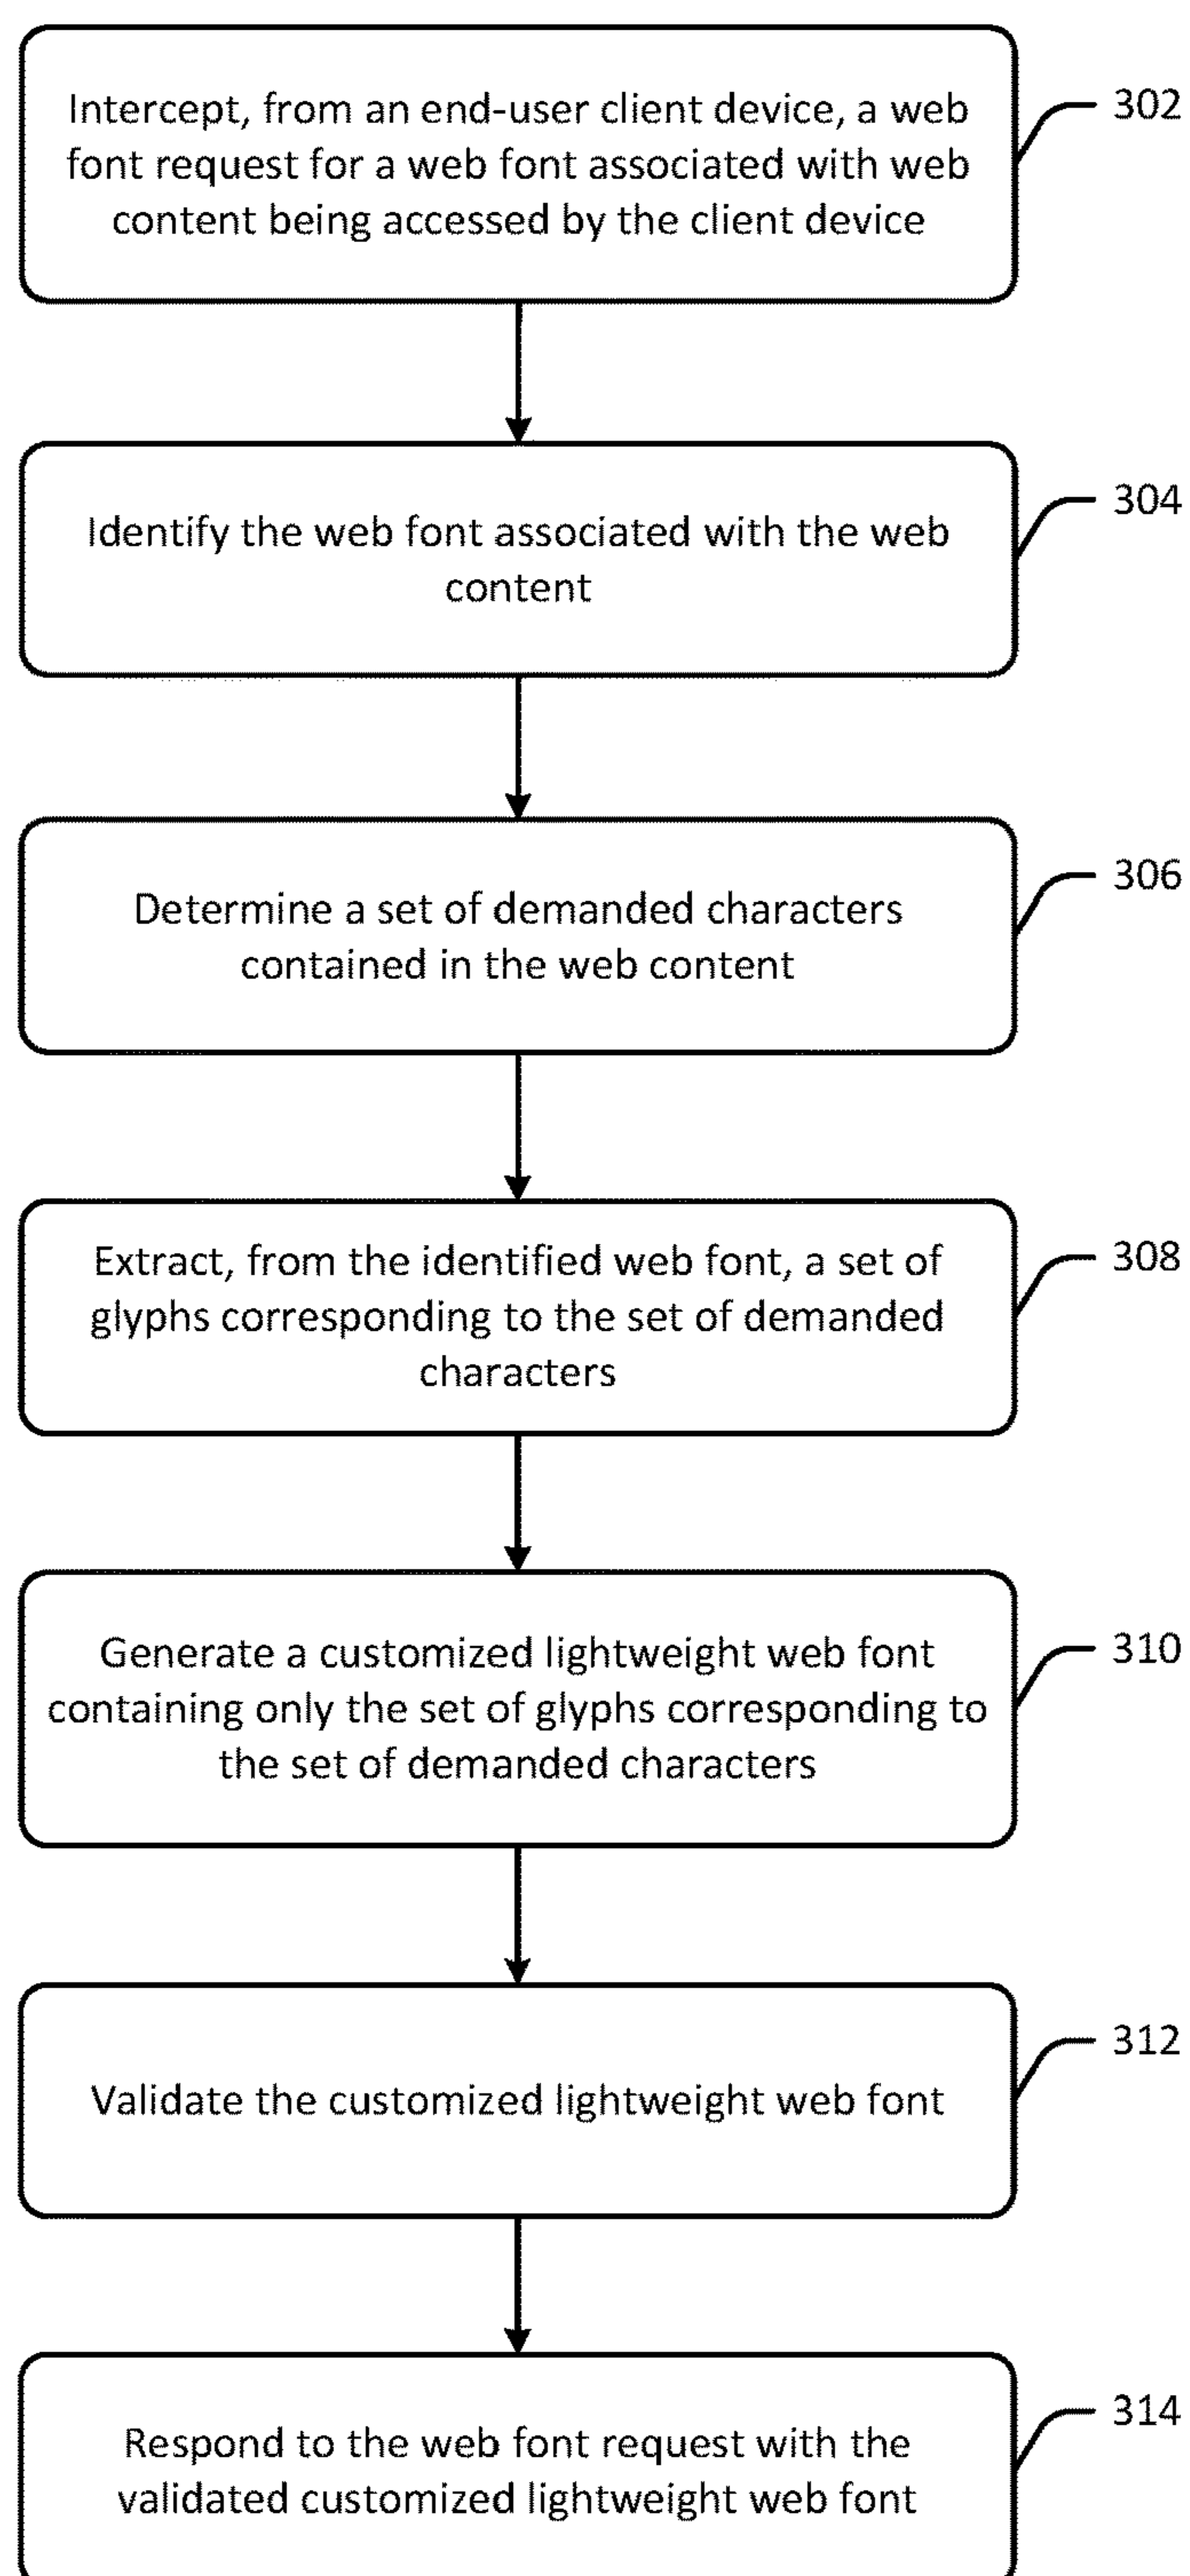 Intercept, from an end-user client device, a web
font request for a web font associated with web
content being accessed by the client device
302
Identify the web font associated with the web
content
304
Determine a set of demanded characters
contained in the web content
306
Extract, from the identified web font, a set of
glyphs corresponding to the set of demanded
characters
308
Generate a customized lightweight web font
containing only the set of glyphs corresponding to
the set of demanded characters
310
Validate the customized lightweight web font
312
Respond to the web font request with the
validated customized lightweight web font
314